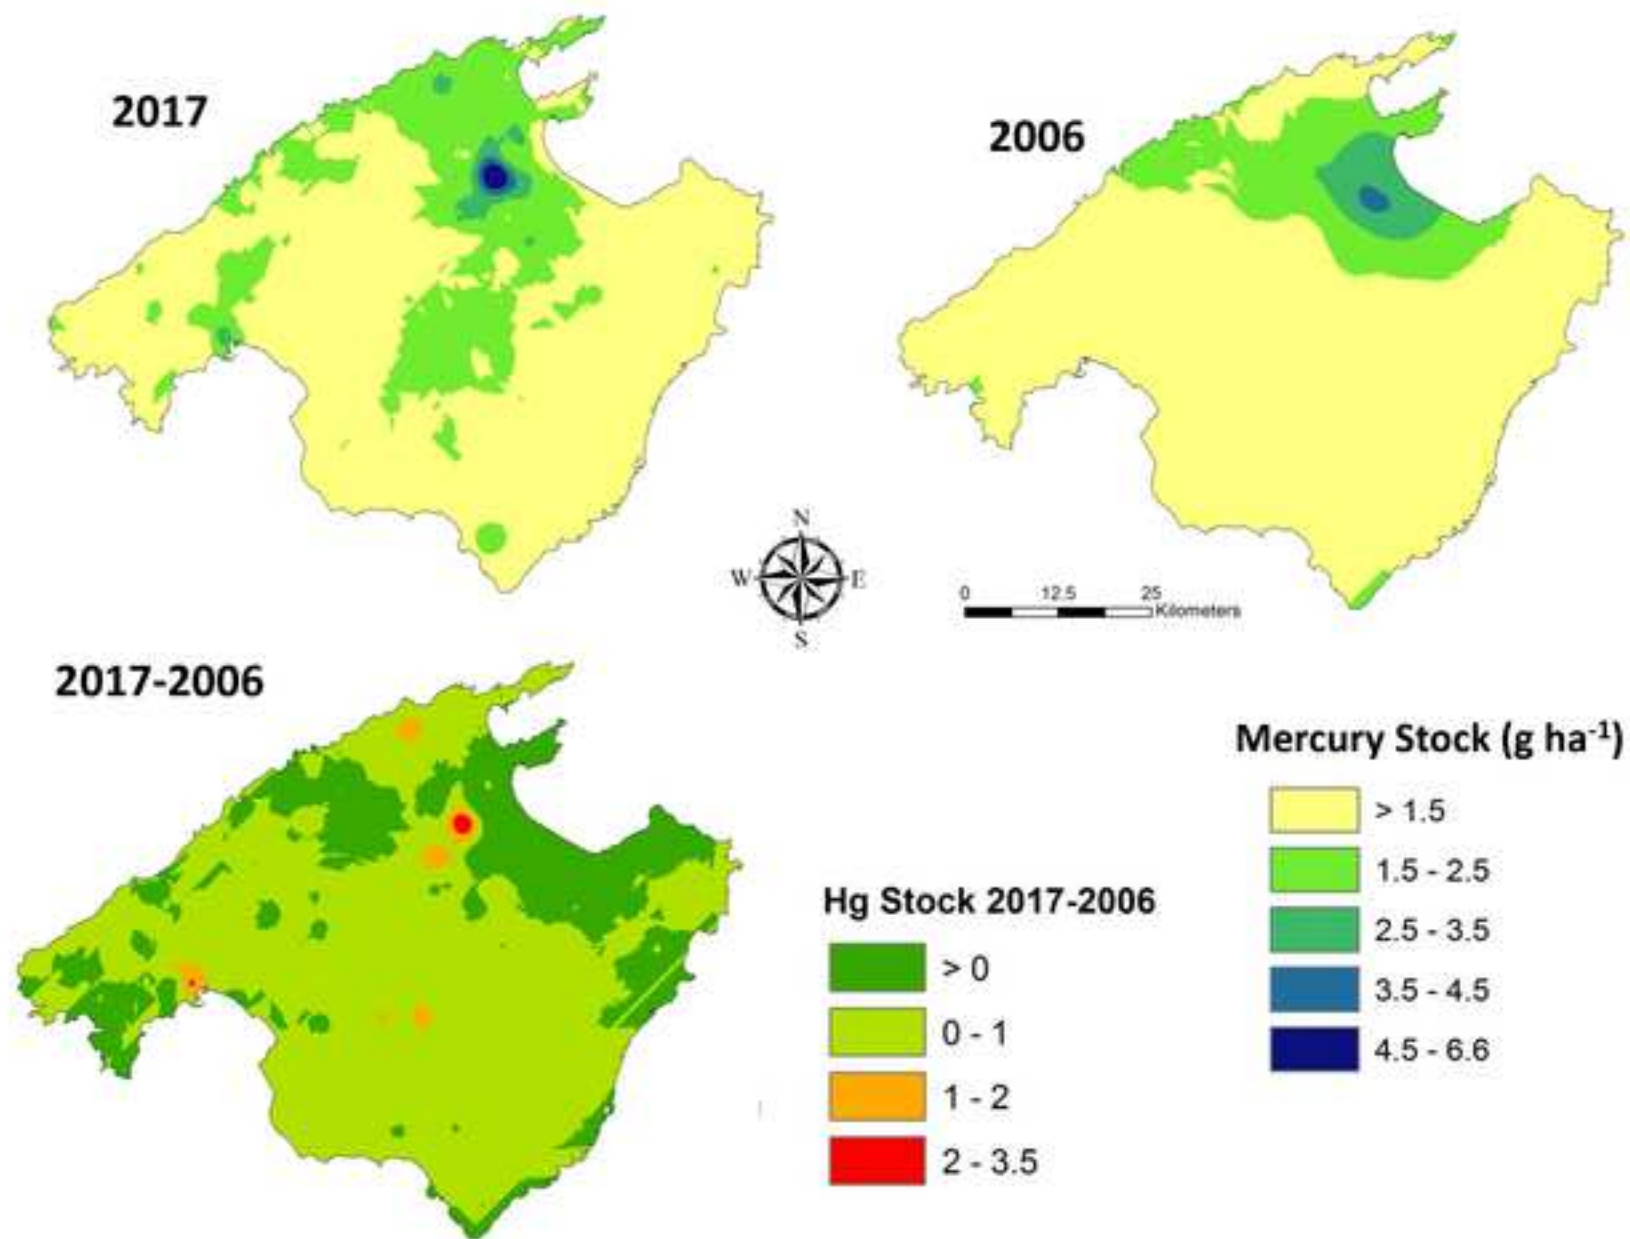 2017
2006
N
W E
S
0 12.5 25
Kilometers
2017-2006
Mercury Stock (g ha⁻¹)
> 1.5
1.5 - 2.5
2.5 - 3.5
3.5 - 4.5
4.5 - 6.6
Hg Stock 2017-2006
> 0
0 - 1
1 - 2
2 - 3.5